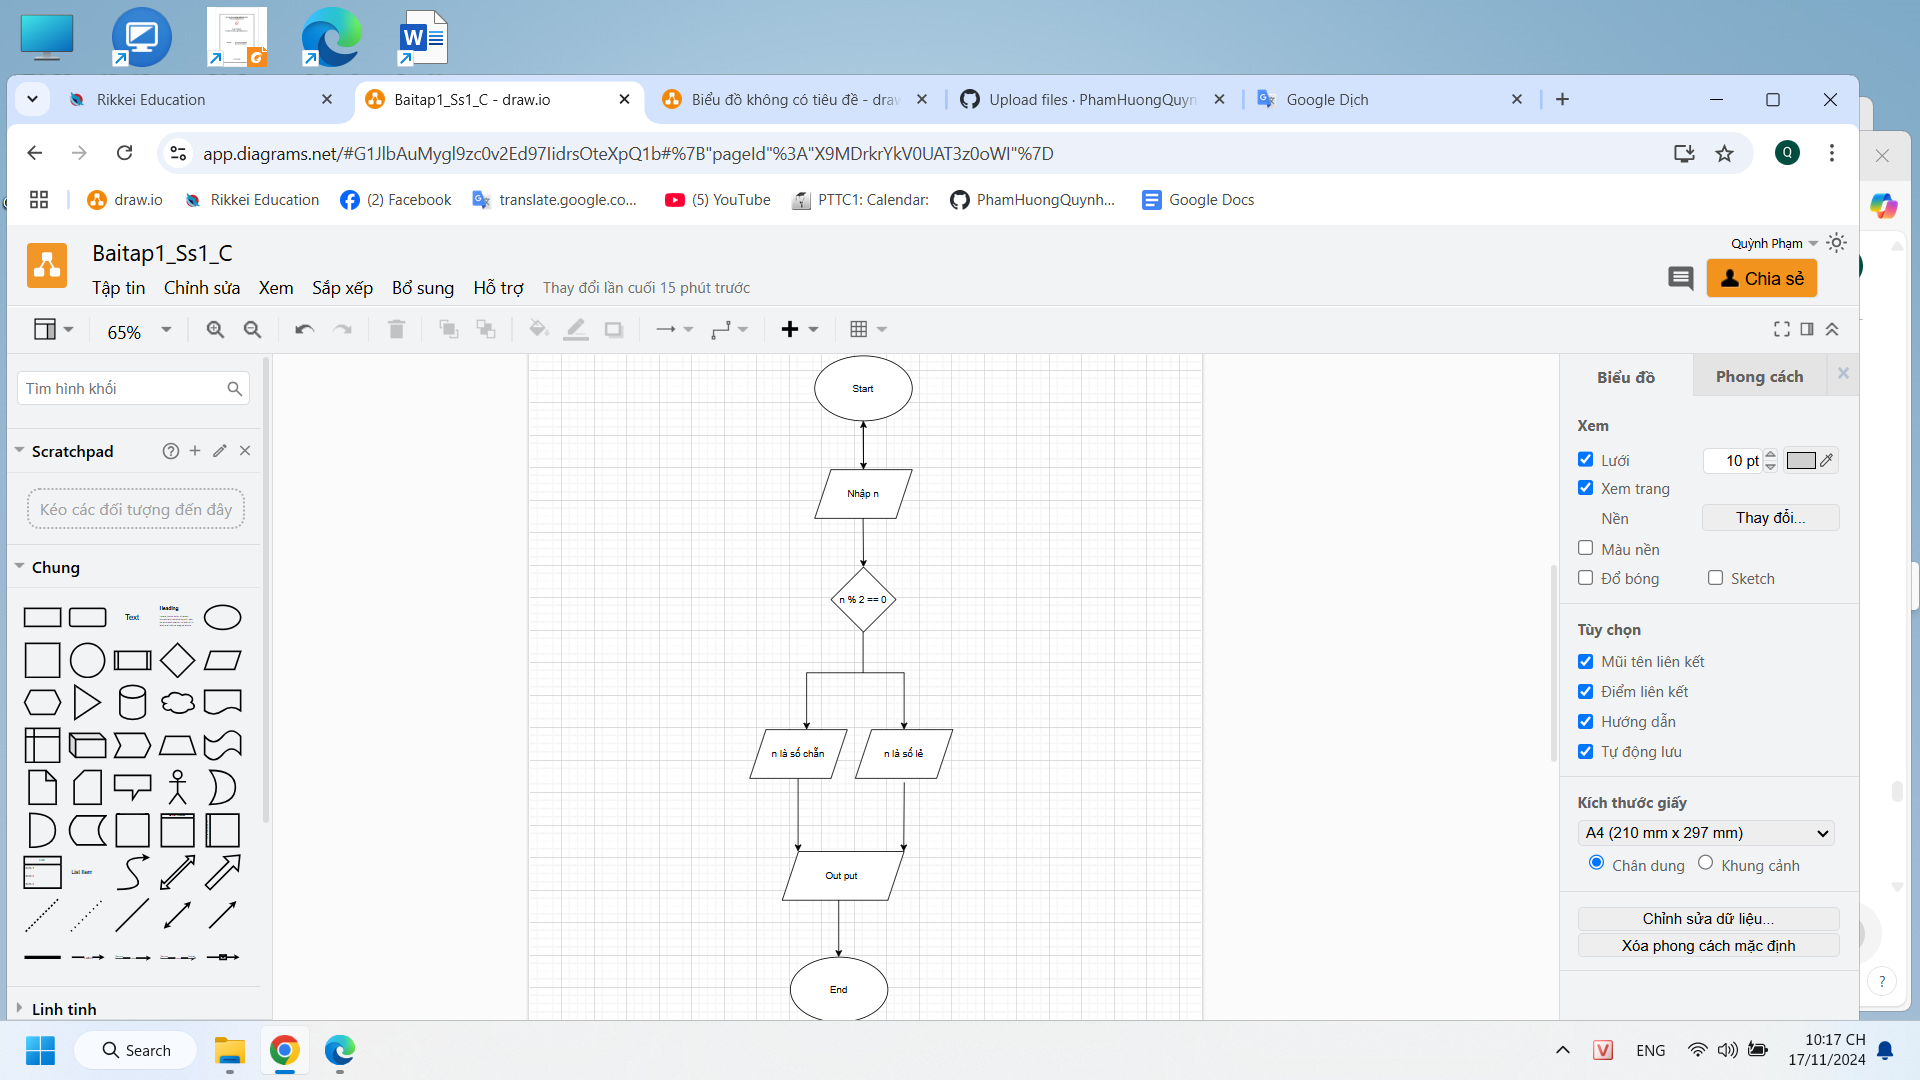 Rikkei Education
Baitap1_Ss1_C - draw.io
Biểu đồ không có tiêu đề - draw
Upload files · PhamHuongQuyn
Google Dịch
app.diagrams.net/#G1JlbAuMygl9zc0v2Ed97IidrsOteXpQ1b#%7B"pageId"%3A"X9MDrkrYkV0UAT3z0oWI"%7D
Q
draw.io
Rikkei Education
(2) Facebook
translate.google.co...
(5) YouTube
PTTC1: Calendar:
PhamHuongQuynh...
Google Docs
Baitap1_Ss1_C
Quỳnh Phạm
Tập tin
Chỉnh sửa
Xem
Sắp xếp
Bổ sung
Hỗ trợ
Thay đổi lần cuối 15 phút trước
Chia sẻ
65%
Tìm hình khối
Scratchpad
Kéo các đối tượng đến đây
Chung
Text
Heading
List Item
Linh tinh
Start
Nhập n
n % 2 == 0
n là số chẵn
n là số lẻ
Out put
End
Biểu đồ
Phong cách
Xem
Lưới
10 pt
Xem trang
Nền
Thay đổi...
Màu nền
Đổ bóng
Sketch
Tùy chọn
Mũi tên liên kết
Điểm liên kết
Hướng dẫn
Tự động lưu
Kích thước giấy
A4 (210 mm x 297 mm)
Chân dung
Khung cảnh
Chỉnh sửa dữ liệu...
Xóa phong cách mặc định
Search
ENG
10:17 CH
17/11/2024